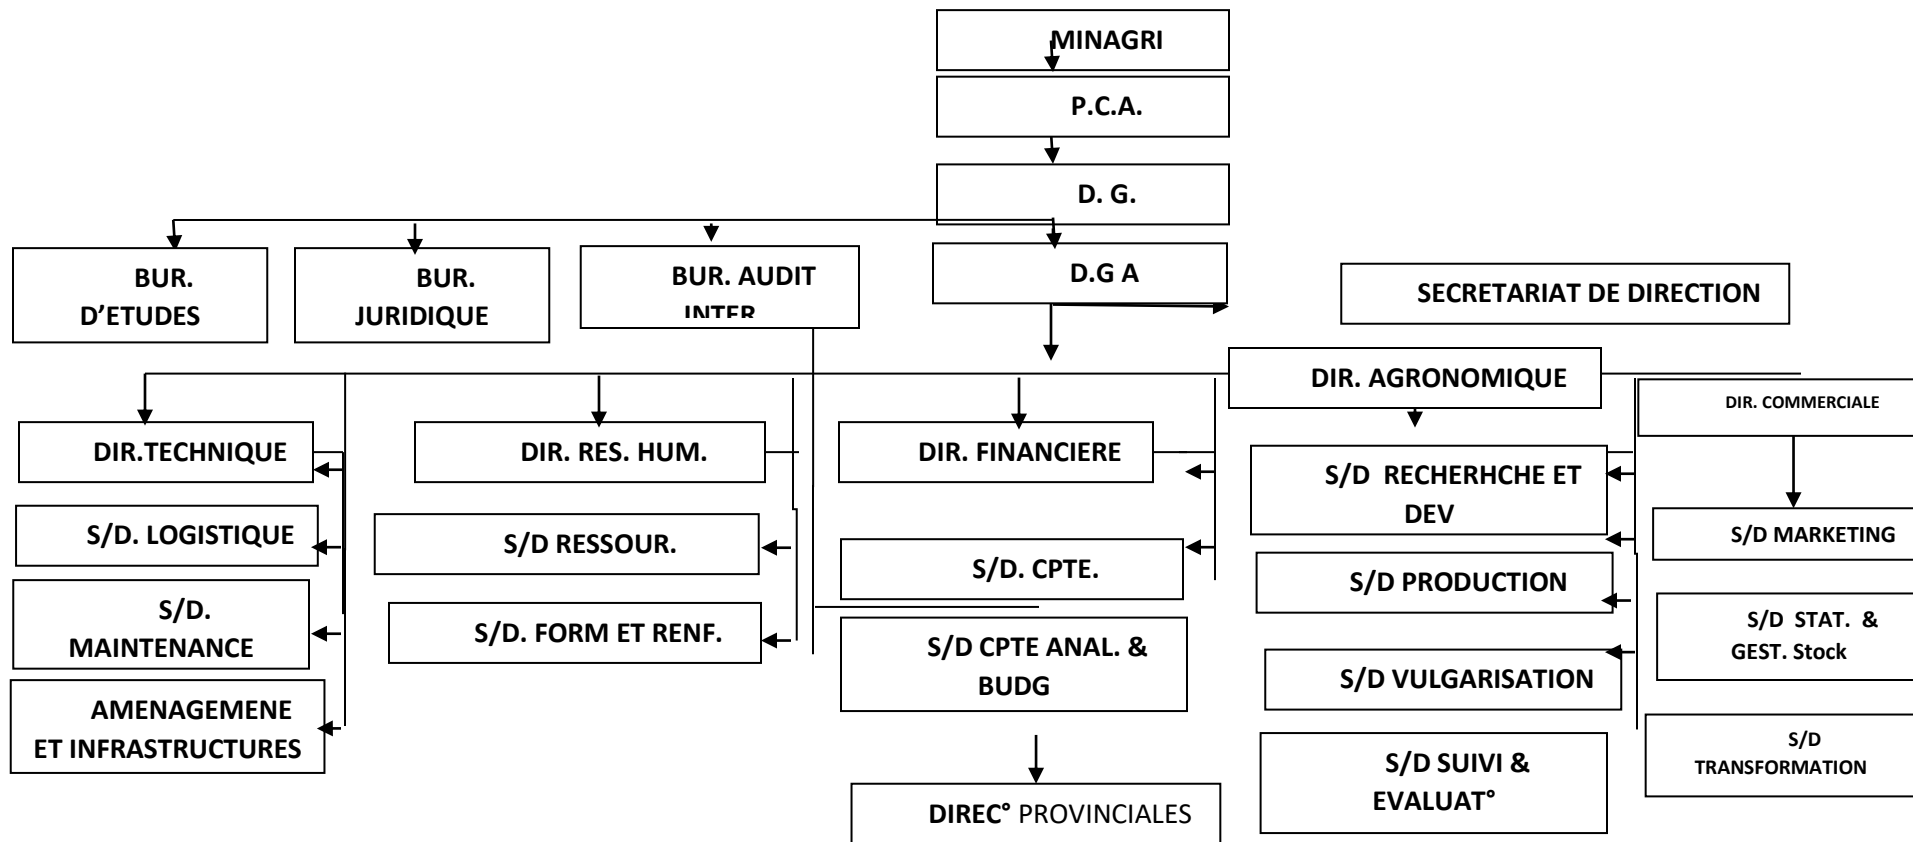 MINAGRI
P.C.A.
D. G.
BUR.
D'ETUDES
BUR.
JURIDIQUE
BUR. AUDIT
INTER
D.G A
SECRETARIAT DE DIRECTION
DIR.TECHNIQUE
DIR. RES. HUM.
DIR. FINANCIERE
DIR. AGRONOMIQUE
DIR. COMMERCIALE
S/D. LOGISTIQUE
S/D.
MAINTENANCE
AMENAGEMENE
ET INFRASTRUCTURES
S/D RESSOUR.
S/D. FORM ET RENF.
S/D. CPTE.
S/D CPTE ANAL. &
BUDG
DIREC° PROVINCIALES
S/D RECHERHCHE ET
DEV
S/D PRODUCTION
S/D VULGARISATION
S/D SUIVI &
EVALUAT°
S/D MARKETING
S/D STAT. &
GEST. Stock
S/D
TRANSFORMATION